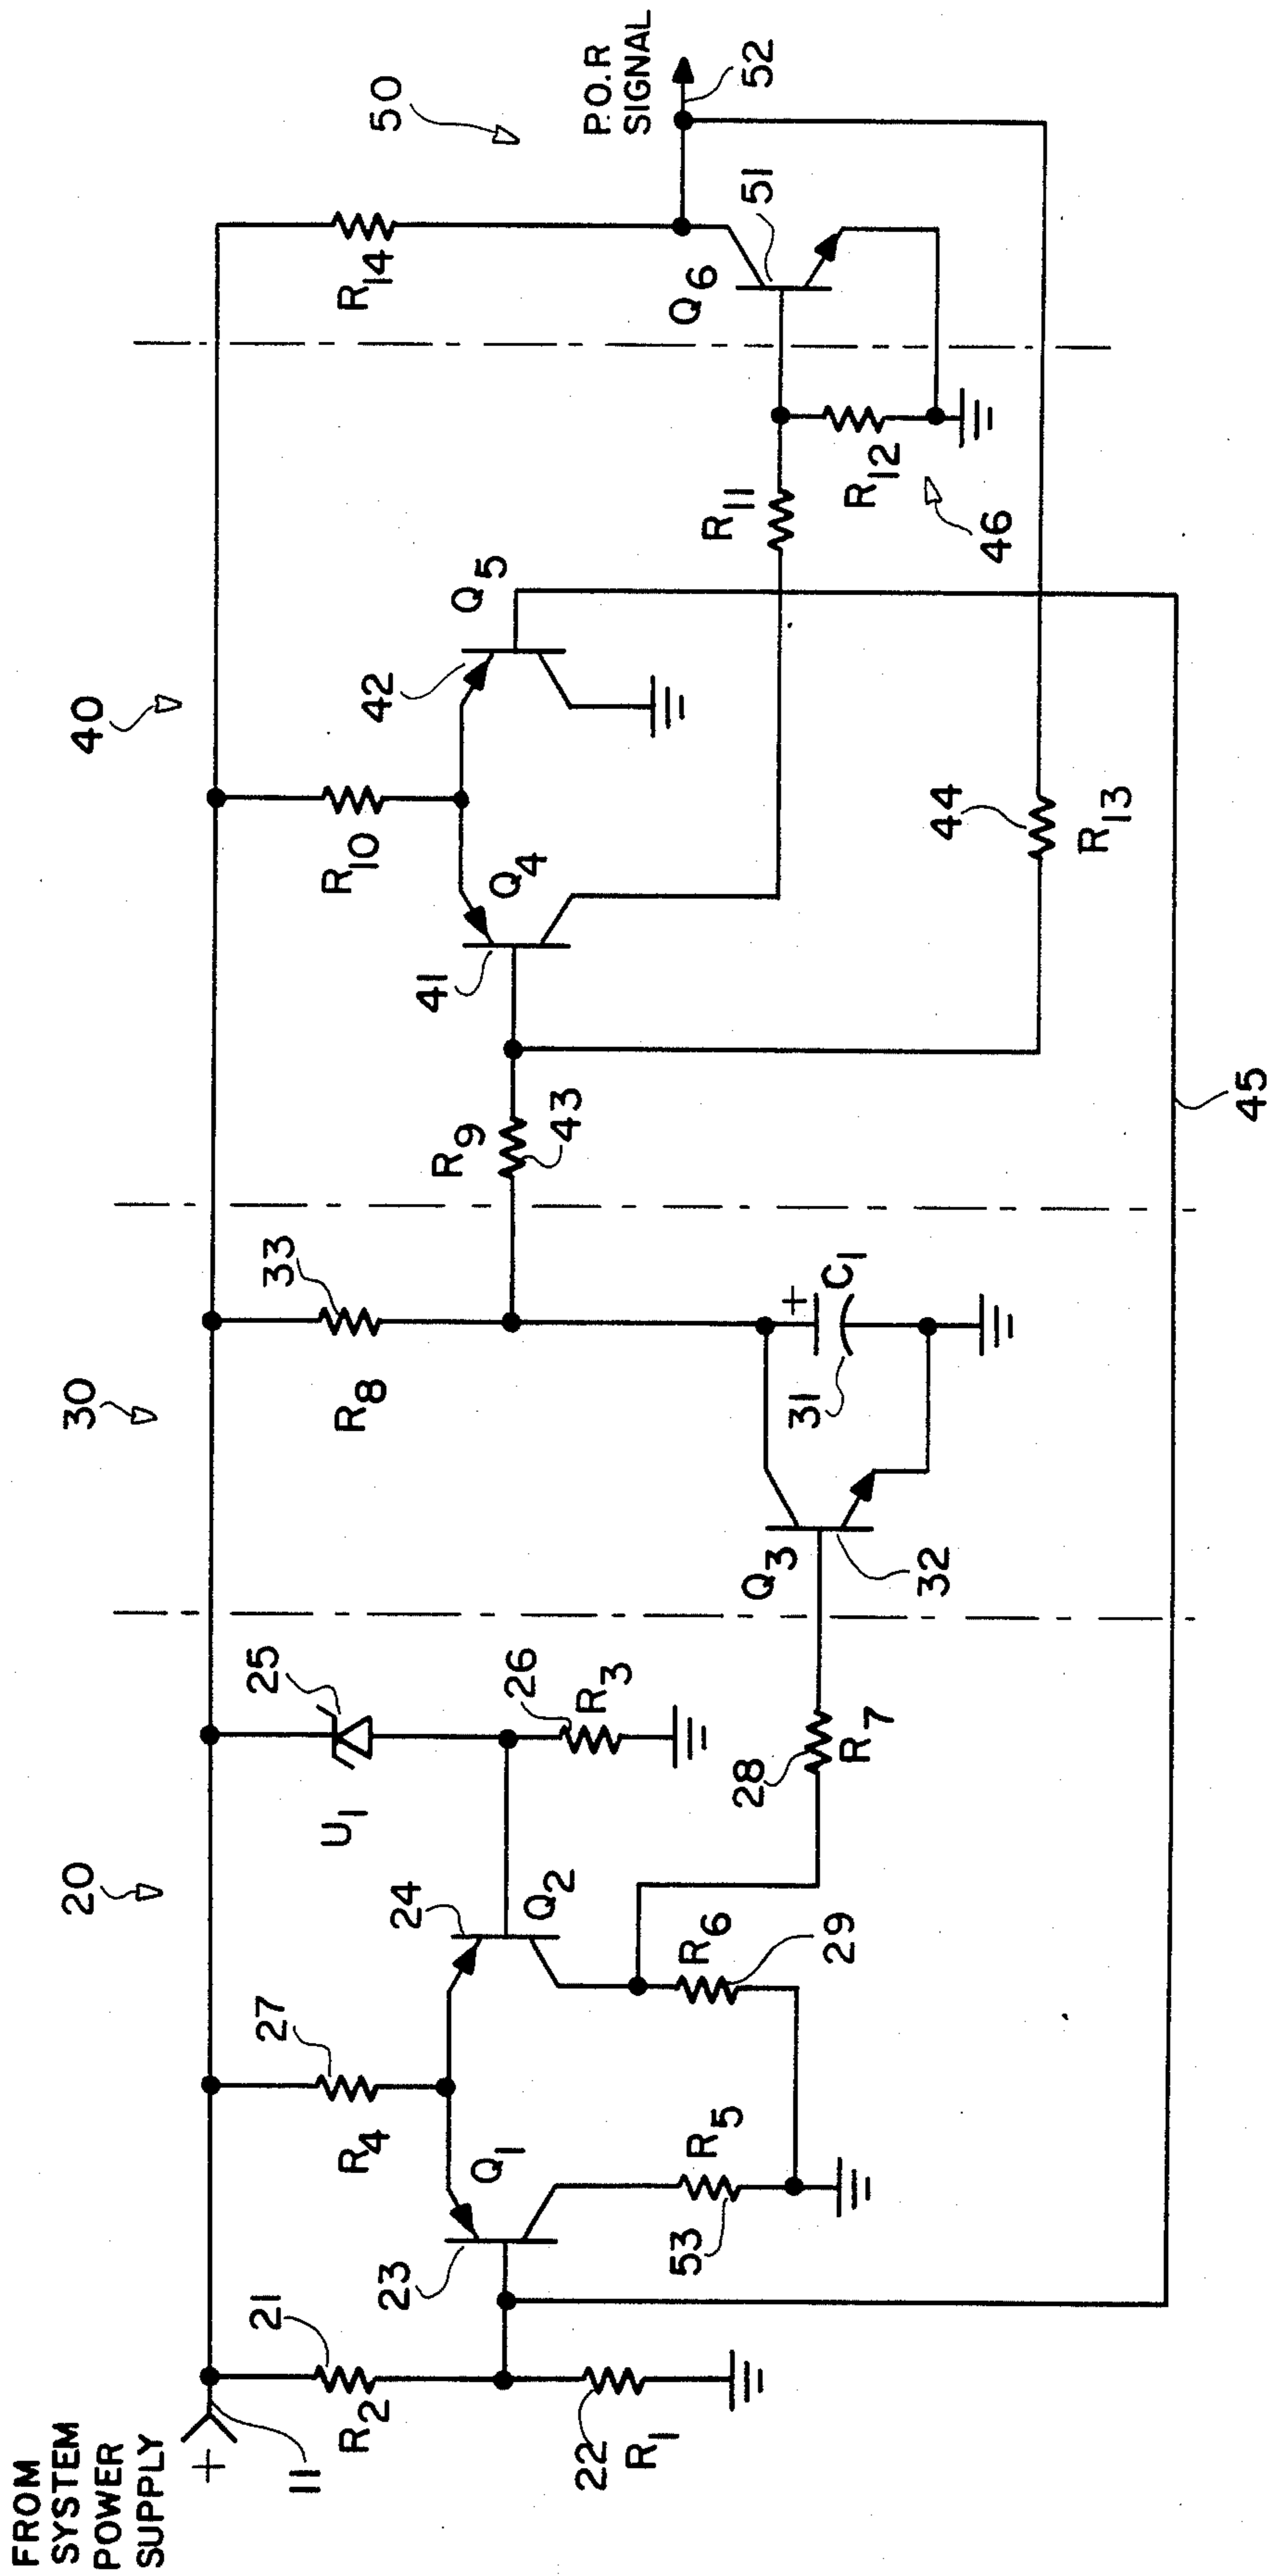 FROM
SYSTEM
POWER
SUPPLY
+
11
20
30
40
50
21
R2
22
R1
23
Q1
53
R5
27
R4
24
Q2
R6
29
U1
25
26
R3
28
R7
Q3
32
33
R8
+
C1
31
R9
43
41
Q4
R10
42
Q5
44
R13
45
R11
R12
46
Q6
51
R14
P.O.R
SIGNAL
52